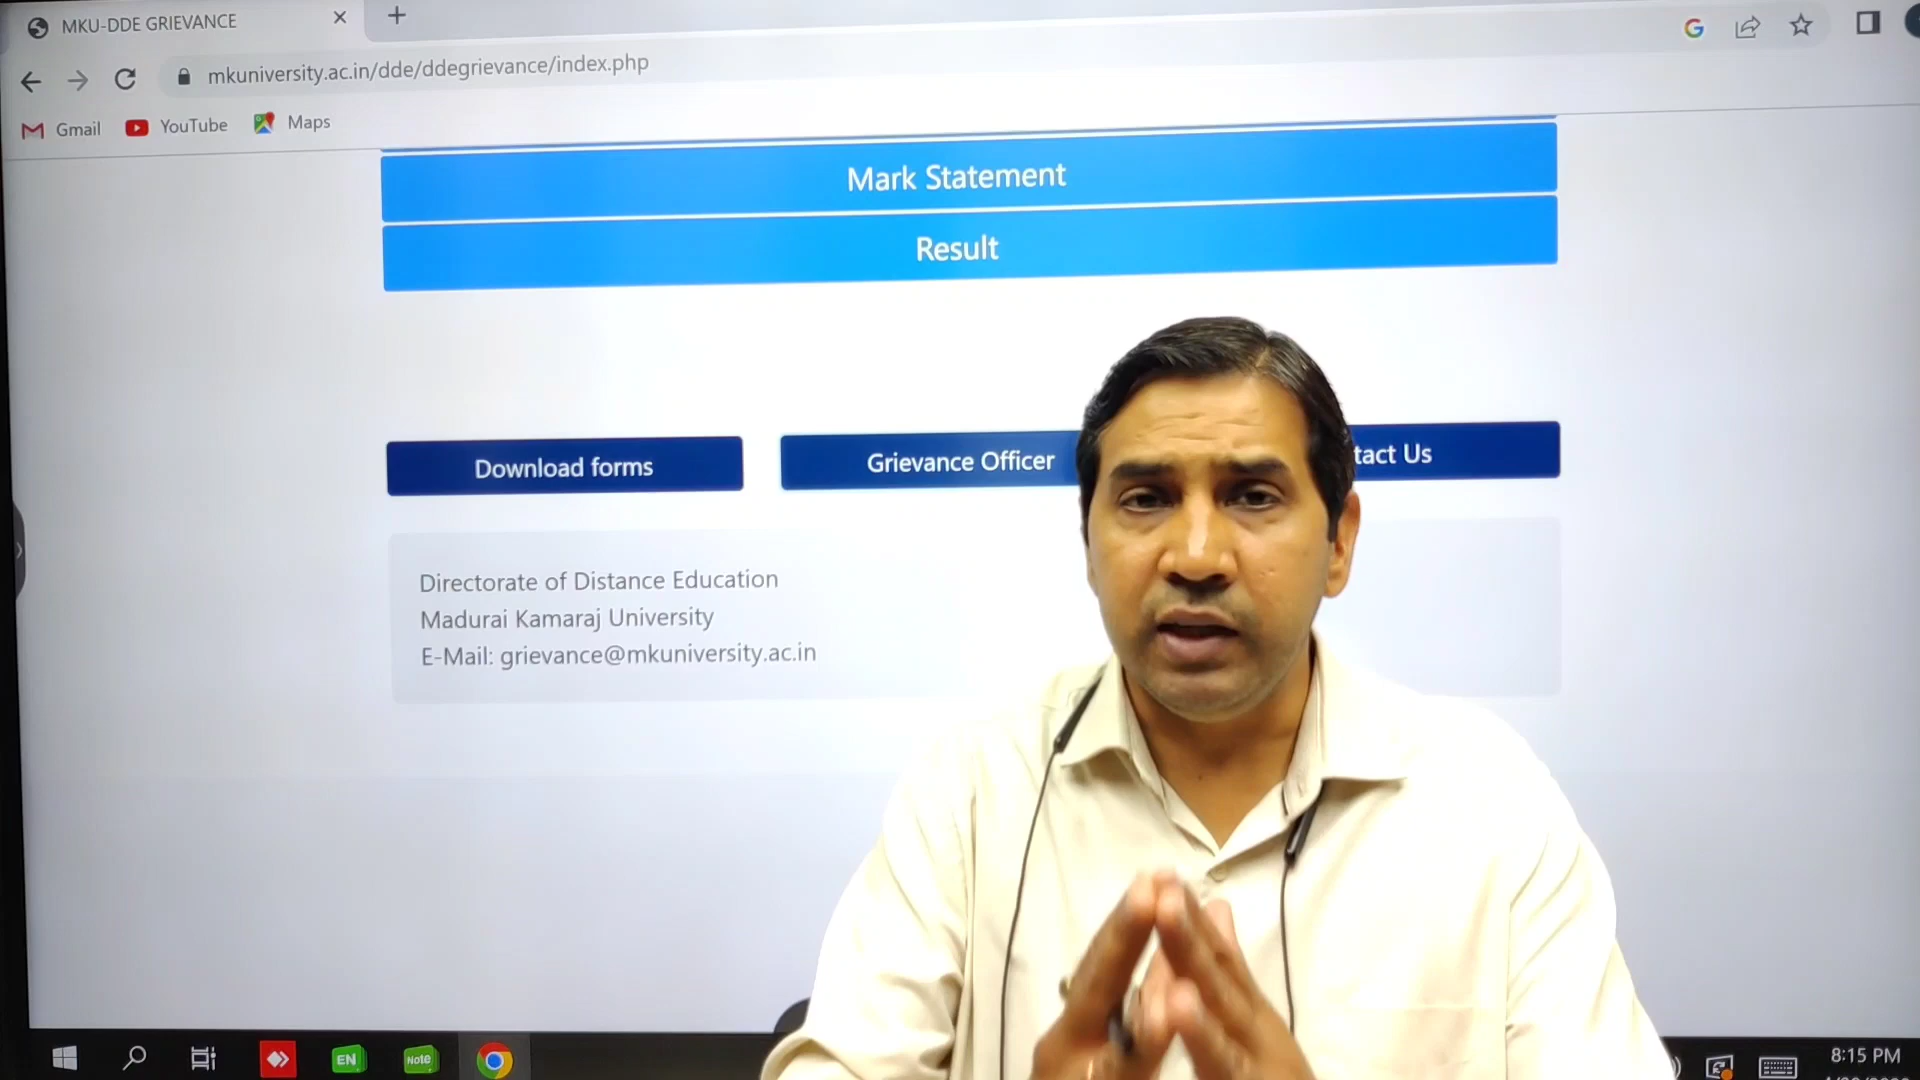 MKU-DDE GRIEVANCE
mkuniversity.ac.in/dde/ddegrievance/index.php
Gmail YouTube Maps
Mark Statement
Result
Download forms
Grievance Officer
tact Us
Directorate of Distance Education
Madurai Kamaraj University
E-Mail: grievance@mkuniversity.ac.in
EN
Note
8:15 PM